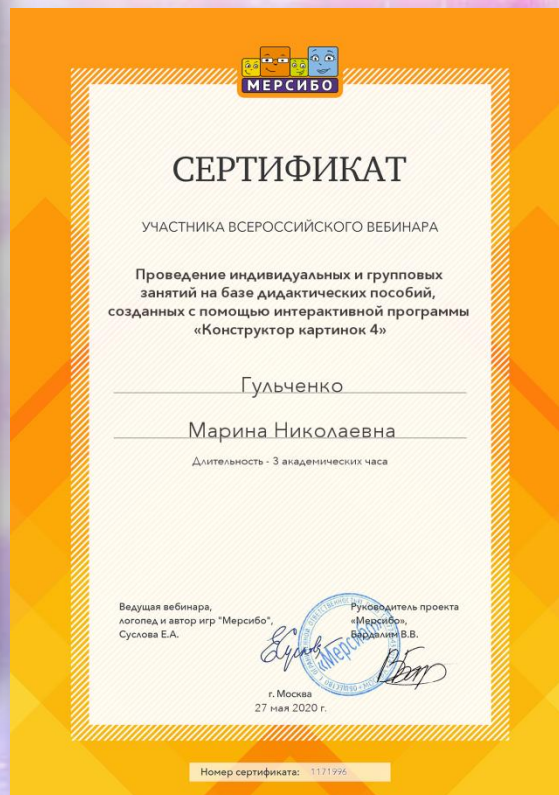 МЕРСИБО
СЕРТИФИКАТ
УЧАСТНИКА ВСЕРОССИЙСКОГО ВЕБИНАРА
Проведение индивидуальных и групповых
занятий на базе дидактических пособий,
созданных с помощью интерактивной программы
«Конструктор картинок 4»
Гульченко
Марина Николаевна
Длительность - 3 академических часа
Ведущая вебинара,
логопед и автор игр "Мерсибо",
Суслова Е.А.
Руководитель проекта
«Мерсибо»,
Вардалим В.В.
«Мерсибо»
г. Москва
27 мая 2020 г.
Номер сертификата: 1171996